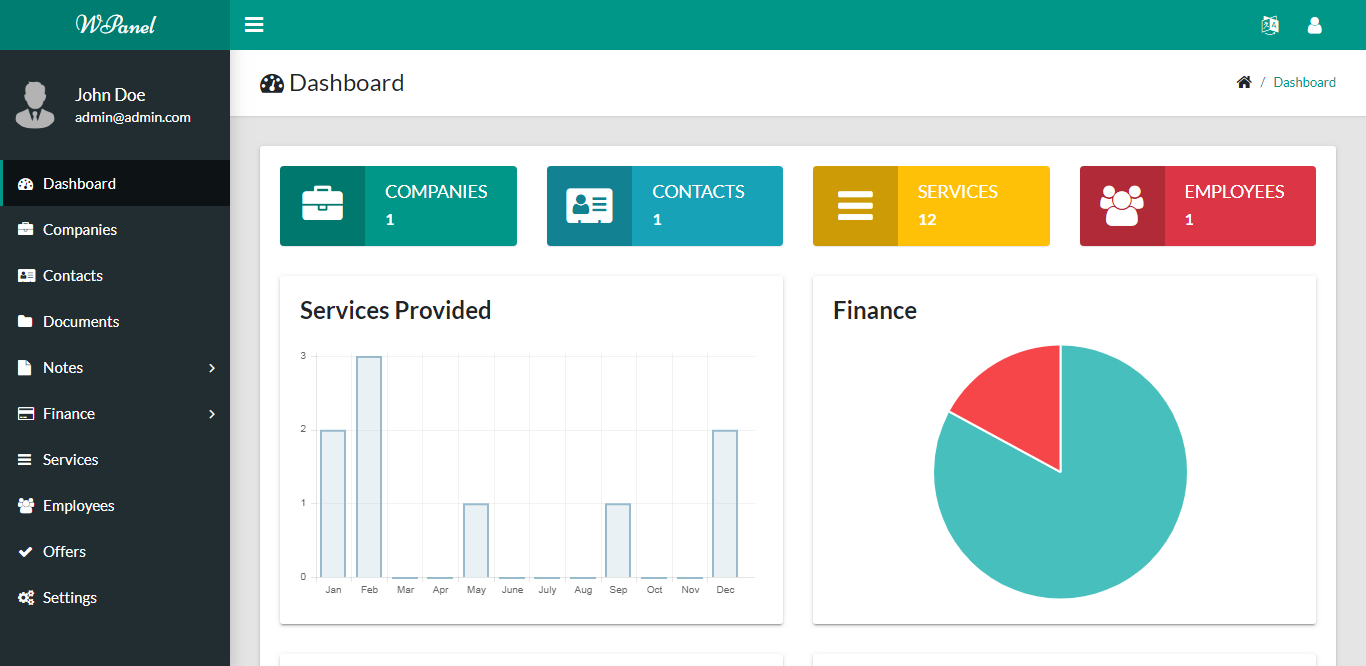 WPanel
John Doe
admin@admin.com
Dashboard
Companies
Contacts
Documents
Notes
Finance
Services
Employees
Offers
Settings
Dashboard
/ Dashboard
COMPANIES
1
CONTACTS
1
SERVICES
12
EMPLOYEES
1
Services Provided
3
2
1
0
Jan Feb Mar Apr May June July Aug Sep Oct Nov Dec
Finance